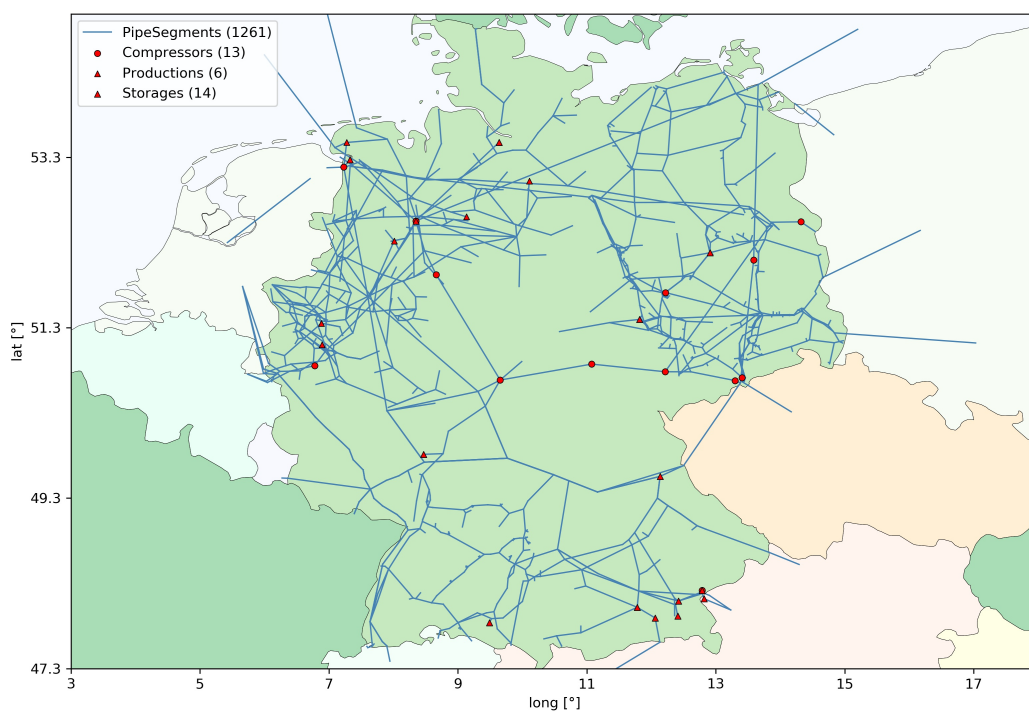 PipeSegments (1261)
Compressors (13)
Productions (6)
Storages (14)
lat [°]
53.3
51.3
49.3
47.3
3 5 7 9 11 13 15 17
long [°]